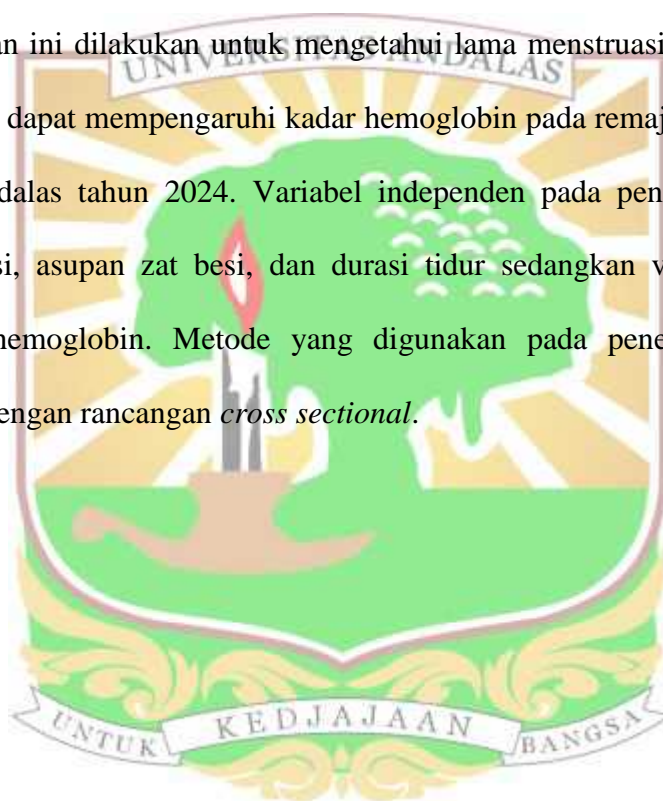 an ini dilakukan untuk mengetahui lama menstruasi
UNIVERSITAS ANDALAS
dapat mempengaruhi kadar hemoglobin pada remaj
dalas tahun 2024. Variabel independen pada pen
si, asupan zat besi, dan durasi tidur sedangkan v
hemoglobin. Metode yang digunakan pada pene
engan rancangan cross sectional.
UNTUK KEDJAJAAN BANGSA